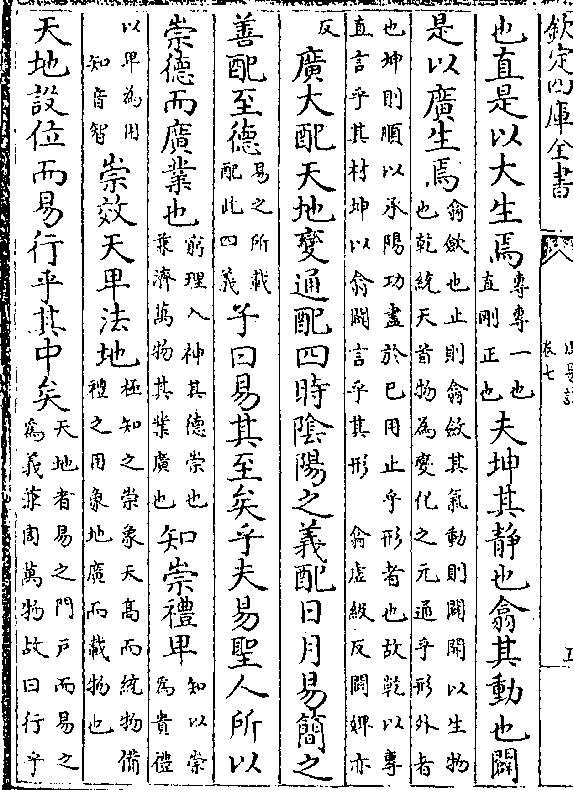 欽定四庫全書
卷七
也直是以大生焉專專一也直剛正也夫坤其靜也翕其動也闢
是以廣生焉翕歛也止則翕歛其氣動則闢開以生物也乾統天首物為變化之元通乎形外者
也坤則順以承陽功盡於已用止乎形者也故乾以專直言乎其材坤以翕闢言乎其形　翕虚級反闢婢亦
反　廣大配天地變通配四時隂陽之義配日月易簡之
善配至德易之所載配此四義子曰易其至矣乎夫易聖人所以
崇德而廣業也窮理入神其德崇也兼濟萬物其業廣也知崇禮卑知以崇為貴禮
以卑為用　知音智崇效天卑法地極知之崇象天髙而統物備禮之用象地廣而載物也
天地設位而易行乎其中矣天地者易之門戸而易之為義兼周萬物故曰行乎